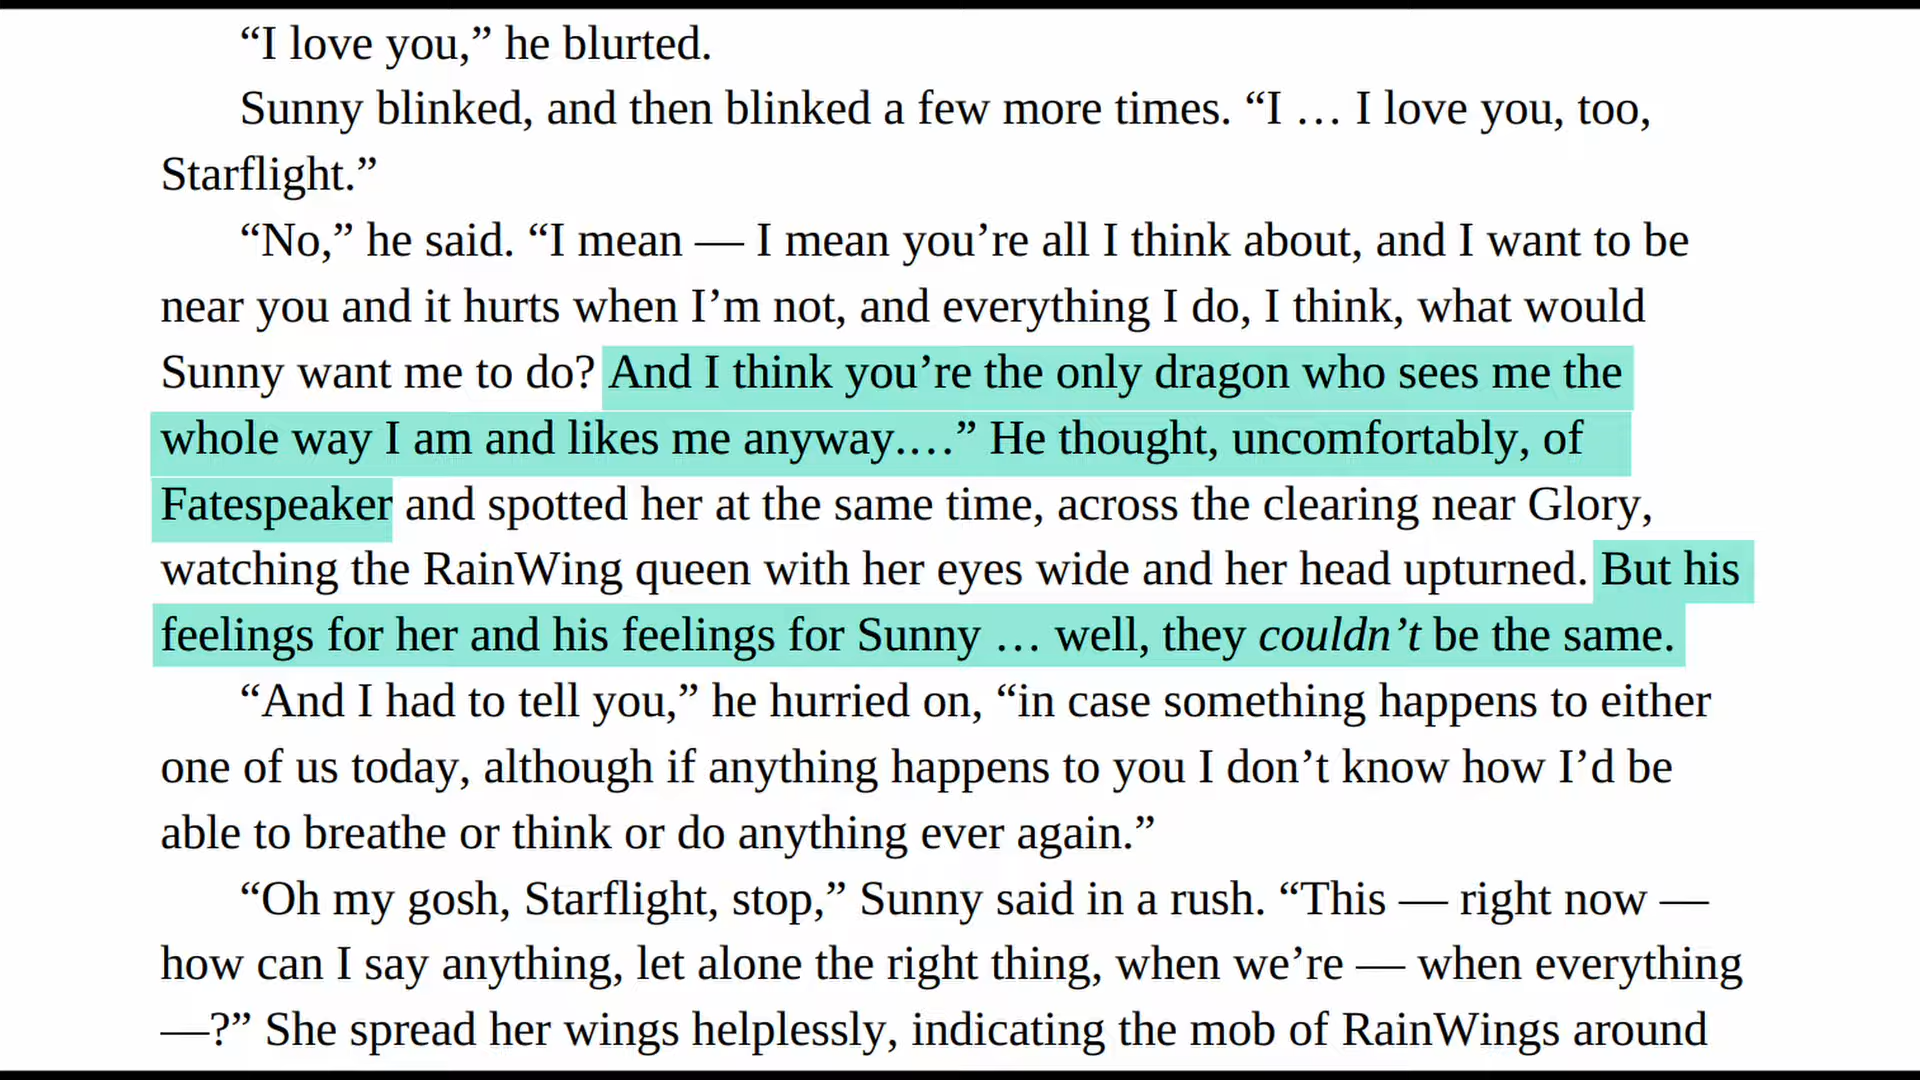 “I love you,” he blurted.
Sunny blinked, and then blinked a few more times. “I … I love you, too,
Starflight.”
“No,” he said. “I mean — I mean you’re all I think about, and I want to be
near you and it hurts when I’m not, and everything I do, I think, what would
Sunny want me to do? And I think you’re the only dragon who sees me the
whole way I am and likes me anyway.…” He thought, uncomfortably, of
Fatespeaker and spotted her at the same time, across the clearing near Glory,
watching the RainWing queen with her eyes wide and her head upturned. But his
feelings for her and his feelings for Sunny … well, they couldn’t be the same.
“And I had to tell you,” he hurried on, “in case something happens to either
one of us today, although if anything happens to you I don’t know how I’d be
able to breathe or think or do anything ever again.”
“Oh my gosh, Starflight, stop,” Sunny said in a rush. “This — right now —
how can I say anything, let alone the right thing, when we’re — when everything
—?” She spread her wings helplessly, indicating the mob of RainWings around